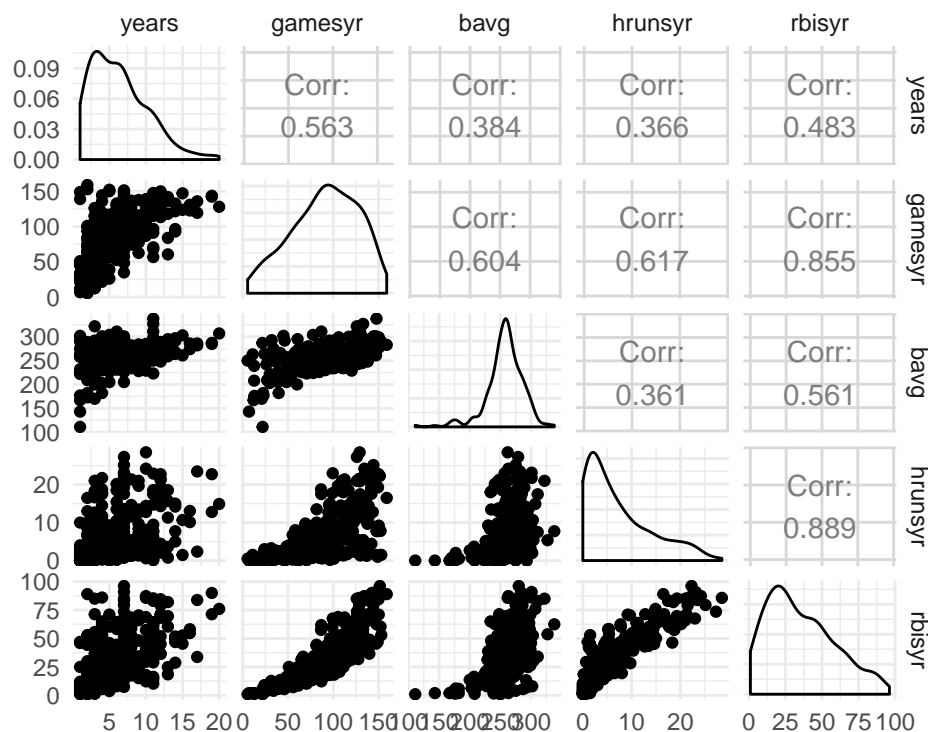 years gamesyr bavg hrunsyr rbisyr
0.09
0.06
0.03
0.00
Corr:
0.563
Corr:
0.384
Corr:
0.366
Corr:
0.483
years
150
100
50
0
Corr:
0.604
Corr:
0.617
Corr:
0.855
gamesyr
300
250
200
150
100
Corr:
0.361
Corr:
0.561
bavg
20
10
0
Corr:
0.889
hrunsyr
100
75
50
25
0
rbisyr
5 10 15 20
0 50 100 150
100 150 200 250 300
0 10 20
0 25 50 75 100